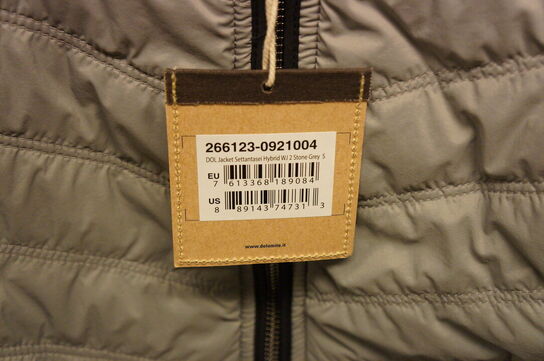 266123-0921004
DOL Jacket Settantasei Hybrid WJ 2 Stone Grey S
EU
7 613368 189084
US
8 89143 74731 3
www.dolomite.it